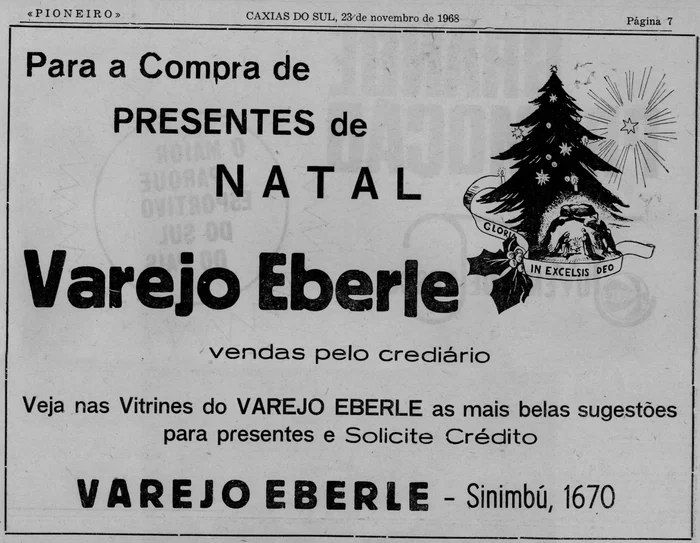 «PIONEIRO» CAXIAS DO SUL, 23 de novembro de 1968 Página 7
Para a Compra de
PRESENTES de
NATAL
GLORIA
IN EXCELSIS DEO
Varejo Eberle
vendas pelo crediário
Veja nas Vitrines do VAREJO EBERLE as mais belas sugestões
para presentes e Solicite Crédito
VAREJO EBERLE – Sinimbú, 1670